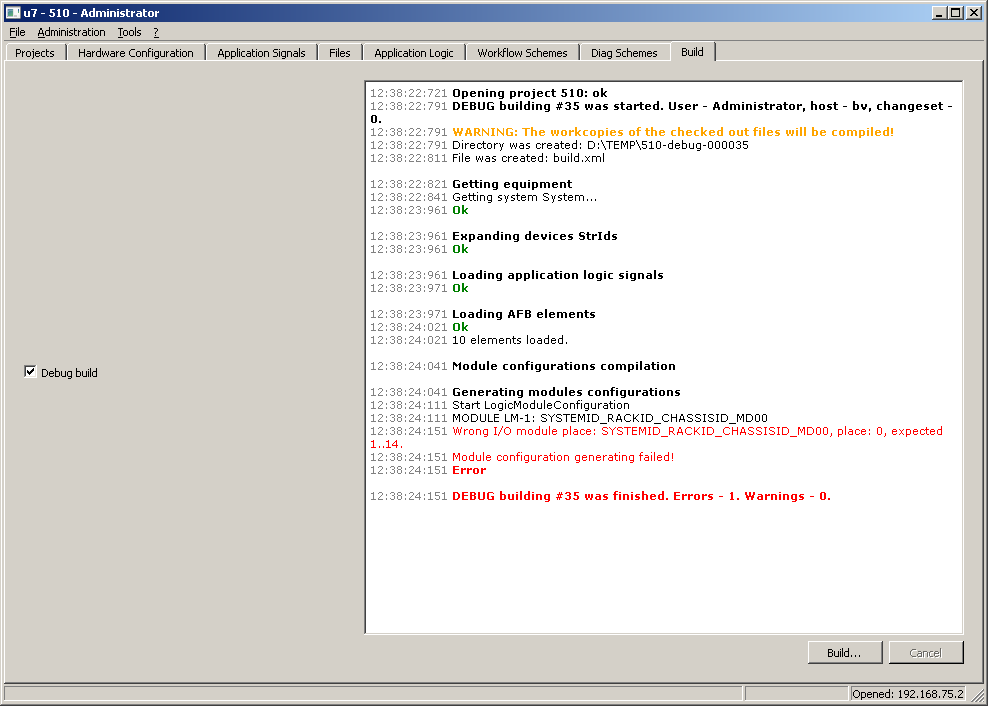 u7 - 510 - Administrator
File Administration Tools ?
Projects Hardware Configuration Application Signals Files Application Logic Workflow Schemes Diag Schemes Build
12:38:22:721 Opening project 510: ok
12:38:22:791 DEBUG building #35 was started. User - Administrator, host - bv, changeset -
0.
12:38:22:791 WARNING: The workcopies of the checked out files will be compiled!
12:38:22:791 Directory was created: D:\TEMP\510-debug-000035
12:38:22:811 File was created: build.xml
12:38:22:821 Getting equipment
12:38:22:841 Getting system System...
12:38:23:961 Ok
12:38:23:961 Expanding devices StrIds
12:38:23:961 Ok
12:38:23:961 Loading application logic signals
12:38:23:971 Ok
12:38:23:971 Loading AFB elements
12:38:24:021 Ok
12:38:24:021 10 elements loaded.
12:38:24:041 Module configurations compilation
12:38:24:041 Generating modules configurations
12:38:24:111 Start LogicModuleConfiguration
12:38:24:111 MODULE LM-1: SYSTEMID_RACKID_CHASSISID_MD00
12:38:24:151 Wrong I/O module place: SYSTEMID_RACKID_CHASSISID_MD00, place: 0, expected
1..14.
12:38:24:151 Module configuration generating failed!
12:38:24:151 Error
12:38:24:151 DEBUG building #35 was finished. Errors - 1. Warnings - 0.
Debug build
Build... Cancel
Opened: 192.168.75.2